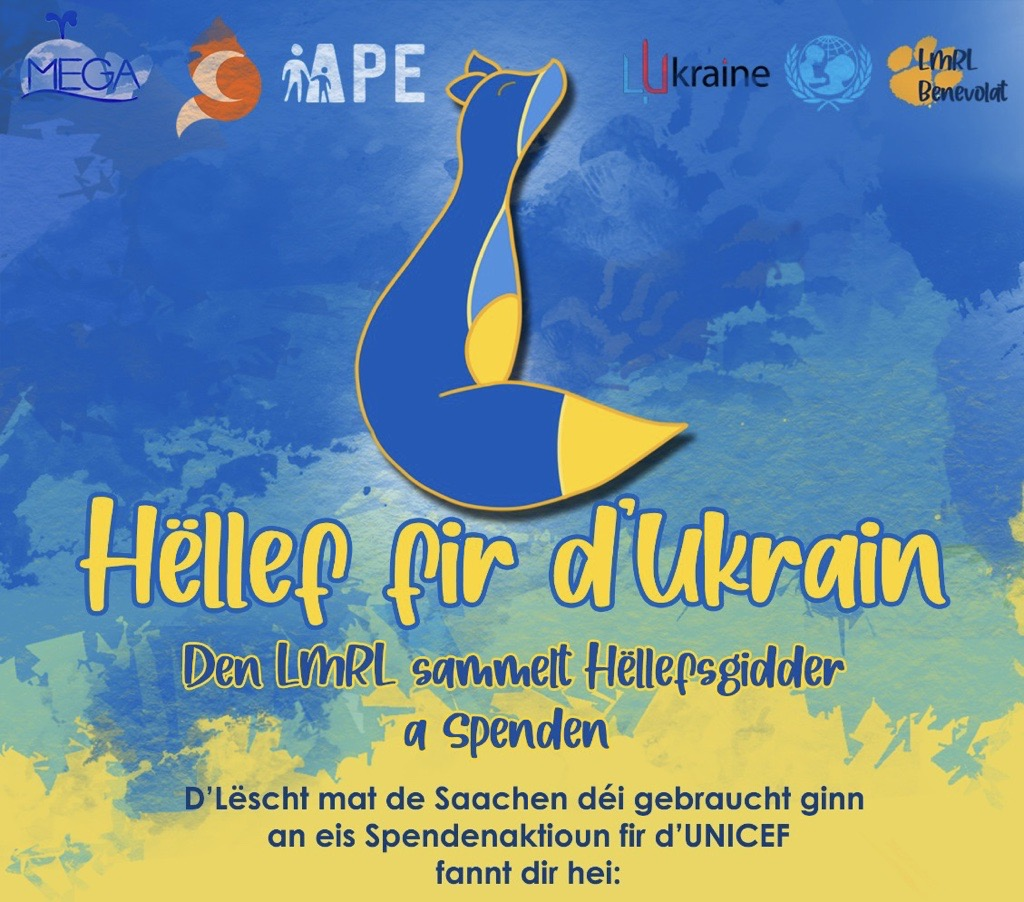 MEGA
APE
LUkraine
LMRL
Benevolat
Hëllef fir d'Ukrain
Den LMRL sammelt Hëllefsgidder
a Spenden
D'Lëscht mat de Saachen déi gebraucht ginn
an eis Spendenaktioun fir d'UNICEF
fannt dir hei: